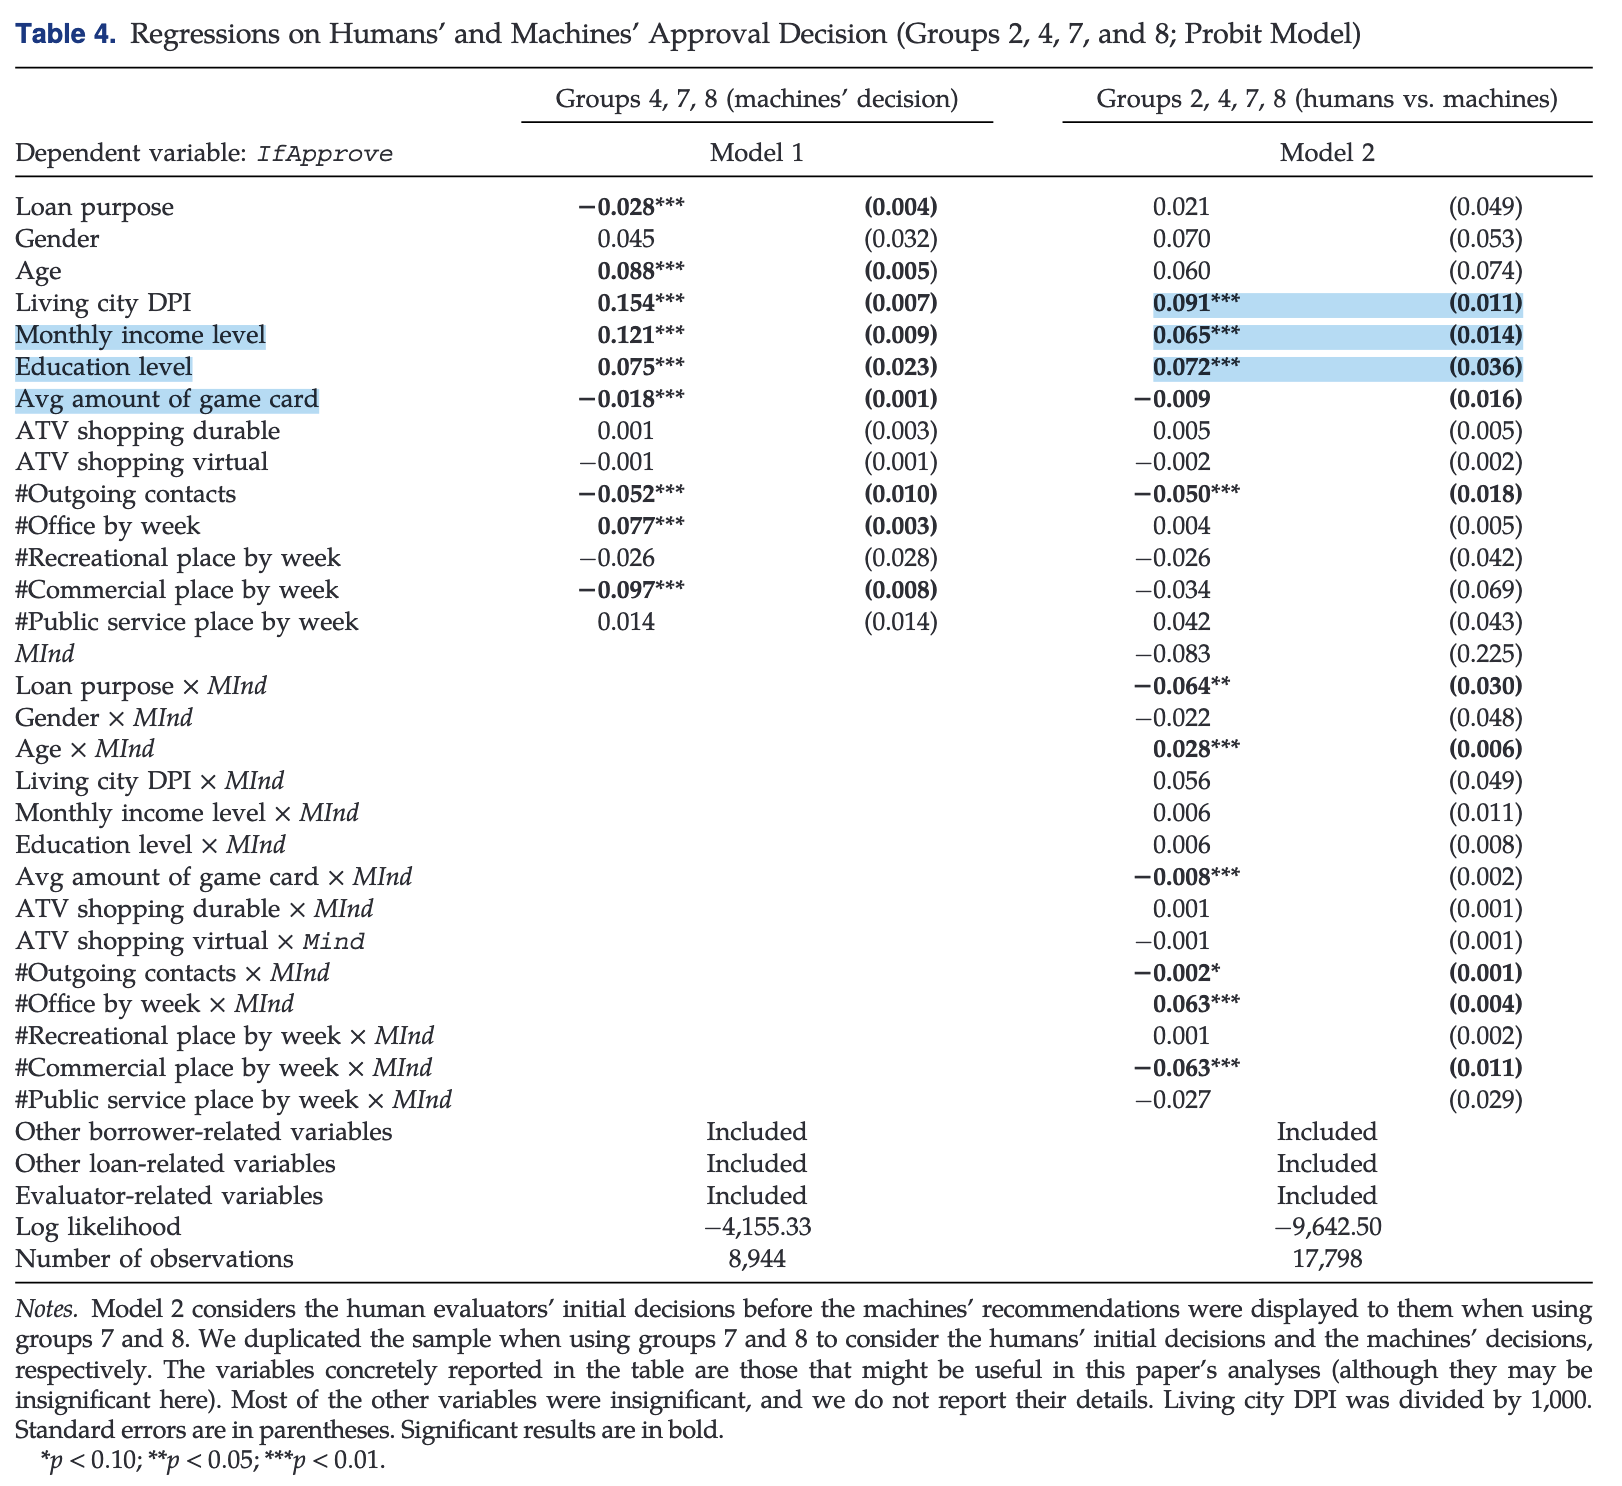 Table 4. Regressions on Humans’ and Machines’ Approval Decision (Groups 2, 4, 7, and 8; Probit Model)
Groups 4, 7, 8 (machines’ decision) Groups 2, 4, 7, 8 (humans vs. machines)
Dependent variable: IfApprove Model 1 Model 2
Loan purpose −0.028*** (0.004) 0.021 (0.049)
Gender 0.045 (0.032) 0.070 (0.053)
Age 0.088*** (0.005) 0.060 (0.074)
Living city DPI 0.154*** (0.007) 0.091*** (0.011)
Monthly income level 0.121*** (0.009) 0.065*** (0.014)
Education level 0.075*** (0.023) 0.072*** (0.036)
Avg amount of game card −0.018*** (0.001) −0.009 (0.016)
ATV shopping durable 0.001 (0.003) 0.005 (0.005)
ATV shopping virtual −0.001 (0.001) −0.002 (0.002)
#Outgoing contacts −0.052*** (0.010) −0.050*** (0.018)
#Office by week 0.077*** (0.003) 0.004 (0.005)
#Recreational place by week −0.026 (0.028) −0.026 (0.042)
#Commercial place by week −0.097*** (0.008) −0.034 (0.069)
#Public service place by week 0.014 (0.014) 0.042 (0.043)
MInd −0.083 (0.225)
Loan purpose × MInd −0.064** (0.030)
Gender × MInd −0.022 (0.048)
Age × MInd 0.028*** (0.006)
Living city DPI × MInd 0.056 (0.049)
Monthly income level × MInd 0.006 (0.011)
Education level × MInd 0.006 (0.008)
Avg amount of game card × MInd −0.008*** (0.002)
ATV shopping durable × MInd 0.001 (0.001)
ATV shopping virtual × Mind −0.001 (0.001)
#Outgoing contacts × MInd −0.002* (0.001)
#Office by week × MInd 0.063*** (0.004)
#Recreational place by week × MInd 0.001 (0.002)
#Commercial place by week × MInd −0.063*** (0.011)
#Public service place by week × MInd −0.027 (0.029)
Other borrower-related variables Included Included
Other loan-related variables Included Included
Evaluator-related variables Included Included
Log likelihood −4,155.33 −9,642.50
Number of observations 8,944 17,798
Notes. Model 2 considers the human evaluators’ initial decisions before the machines’ recommendations were displayed to them when using
groups 7 and 8. We duplicated the sample when using groups 7 and 8 to consider the humans’ initial decisions and the machines’ decisions,
respectively. The variables concretely reported in the table are those that might be useful in this paper’s analyses (although they may be
insignificant here). Most of the other variables were insignificant, and we do not report their details. Living city DPI was divided by 1,000.
Standard errors are in parentheses. Significant results are in bold.
*p < 0.10; **p < 0.05; ***p < 0.01.